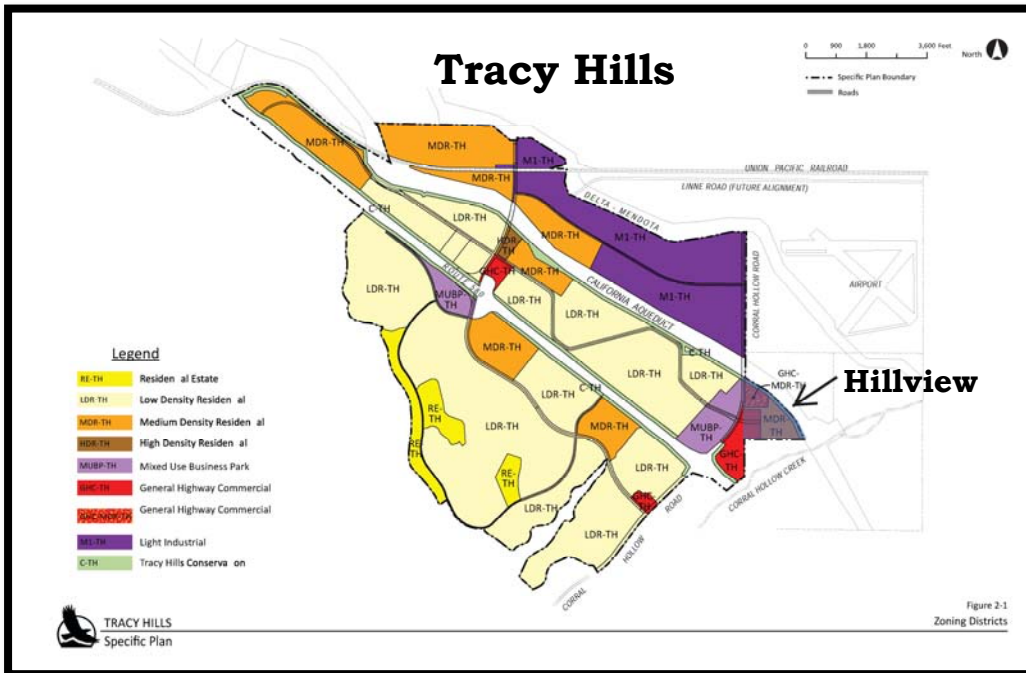 Tracy Hills
0 900 1,800 3,600 Feet
North
Specific Plan Boundary
Roads
MDR-TH
MDR-TH
M1-TH
UNION PACIFIC RAILROAD
MDR-TH
LINNE ROAD (FUTURE ALIGNMENT)
DELTA - MENDOTA
C-TH
LDR-TH
MDR-TH
M1-TH
HDR-
TH
GHC-TH
MDR-TH
ROUTE 580
CALIFORNIA AQUEDUCT
CORRAL HOLLOW ROAD
AIRPORT
LDR-TH
MUBP-
TH
LDR-TH
LDR-TH
M1-TH
MDR-TH
C-TH
LDR-TH
LDR-TH
C-TH
GHC-
MDR-TH
Hillview
RE-
TH
LDR-TH
MDR-TH
MUBP-
TH
MDR-
TH
RE-
TH
RE-
TH
LDR-TH
GHC-
TH
GHC-
TH
LDR-TH
LDR-TH
CORRAL HOLLOW ROAD
CORRAL HOLLOW CREEK
Legend
RE-TH Residen al Estate
LDR-TH Low Density Residen al
MDR-TH Medium Density Residen al
HDR-TH High Density Residen al
MUBP-TH Mixed Use Business Park
GHC-TH General Highway Commercial
GHC-MDR-TH General Highway Commercial
M1-TH Light Industrial
C-TH Tracy Hills Conserva on
TRACY HILLS
Specific Plan
Figure 2-1
Zoning Districts